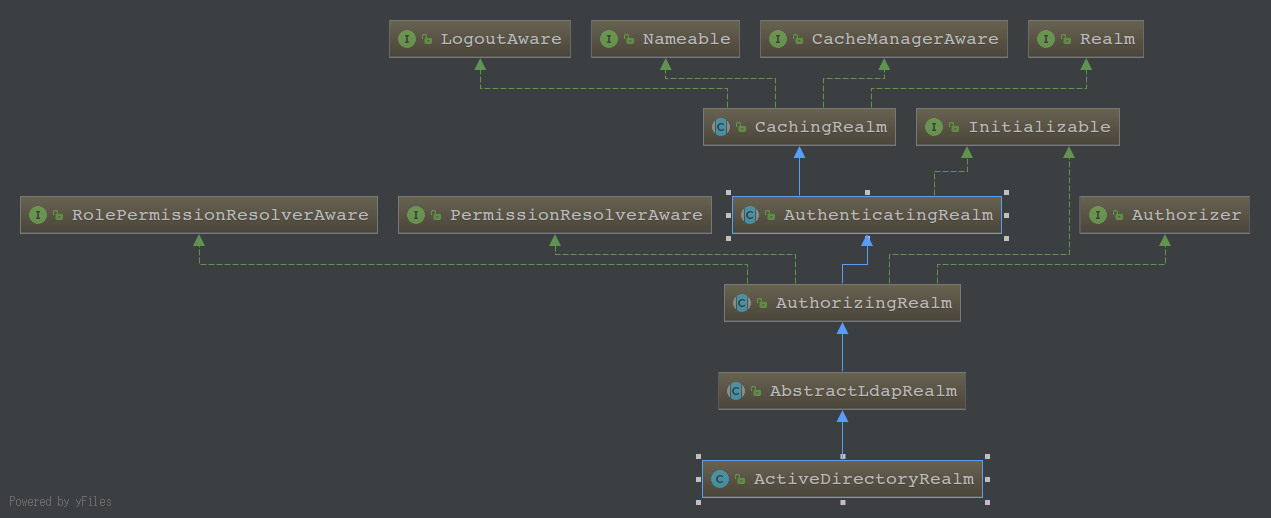 I LogoutAware
I Nameable
I CacheManagerAware
I Realm
C CachingRealm
I Initializable
I RolePermissionResolverAware
I PermissionResolverAware
C AuthenticatingRealm
I Authorizer
C AuthorizingRealm
C AbstractLdapRealm
C ActiveDirectoryRealm
Powered by yFiles